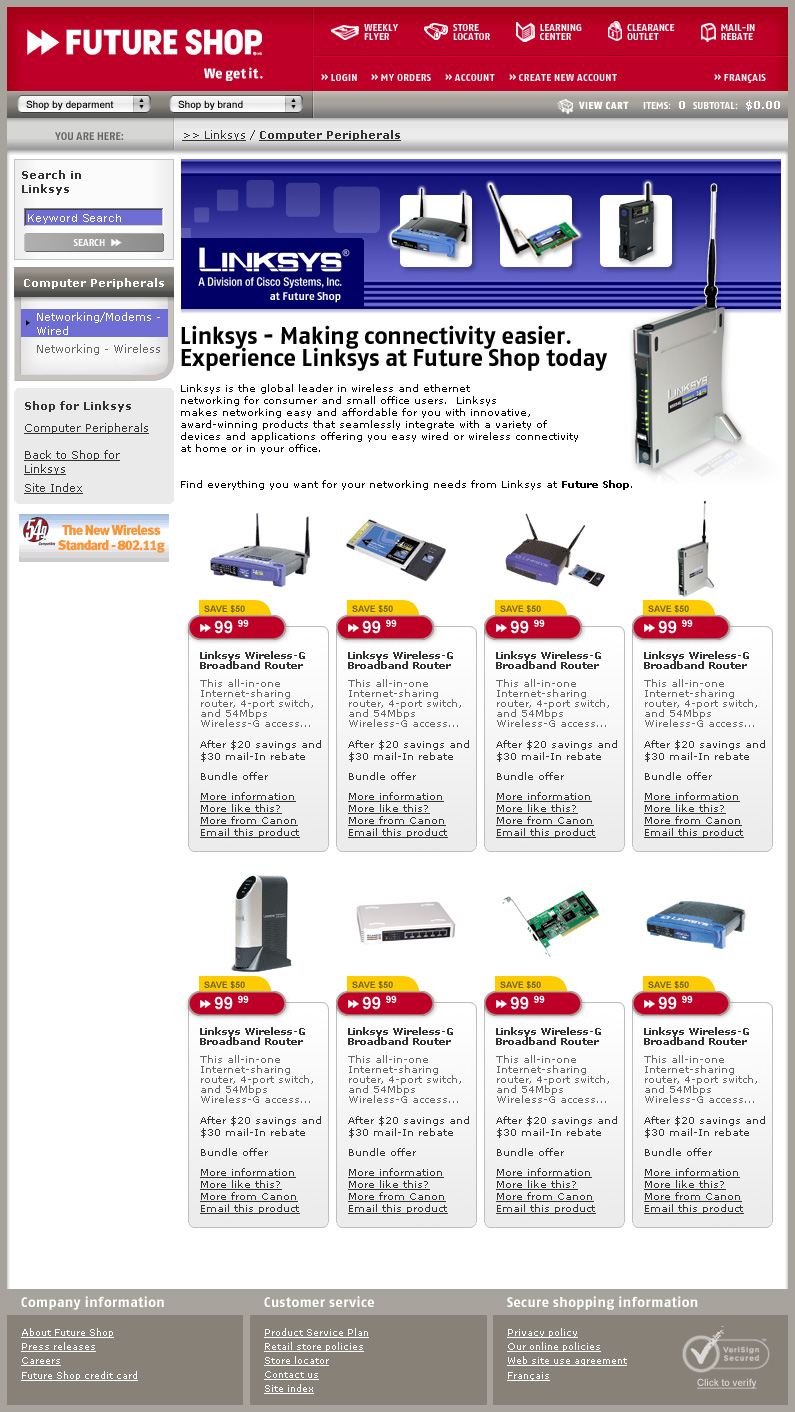 FUTURE SHOP.
We get it.
WEEKLY FLYER
STORE LOCATOR
LEARNING CENTER
CLEARANCE OUTLET
MAIL-IN REBATE
LOGIN
MY ORDERS
ACCOUNT
CREATE NEW ACCOUNT
FRANÇAIS
Shop by deparment
Shop by brand
VIEW CART ITEMS: 0 SUBTOTAL: $0.00
YOU ARE HERE:
>> Linksys / Computer Peripherals
Search in
Linksys
Keyword Search
SEARCH
Computer Peripherals
Networking/Modems -
Wired
Networking - Wireless
Shop for Linksys
Computer Peripherals
Back to Shop for
Linksys
Site Index
54g
The New Wireless
Standard - 802.11g
LINKSYS®
A Division of Cisco Systems, Inc.
at Future Shop
LINKSYS
Linksys - Making connectivity easier.
Experience Linksys at Future Shop today
Linksys is the global leader in wireless and ethernet
networking for consumer and small office users. Linksys
makes networking easy and affordable for you with innovative,
award-winning products that seamlessly integrate with a variety of
devices and applications offering you easy wired or wireless connectivity
at home or in your office.
Find everything you want for your networking needs from Linksys at Future Shop.
SAVE $50
99 99
Linksys Wireless-G
Broadband Router
This all-in-one
Internet-sharing
router, 4-port switch,
and 54Mbps
Wireless-G access...
After $20 savings and
$30 mail-In rebate
Bundle offer
More information
More like this?
More from Canon
Email this product
SAVE $50
99 99
Linksys Wireless-G
Broadband Router
This all-in-one
Internet-sharing
router, 4-port switch,
and 54Mbps
Wireless-G access...
After $20 savings and
$30 mail-In rebate
Bundle offer
More information
More like this?
More from Canon
Email this product
SAVE $50
99 99
Linksys Wireless-G
Broadband Router
This all-in-one
Internet-sharing
router, 4-port switch,
and 54Mbps
Wireless-G access...
After $20 savings and
$30 mail-In rebate
Bundle offer
More information
More like this?
More from Canon
Email this product
SAVE $50
99 99
Linksys Wireless-G
Broadband Router
This all-in-one
Internet-sharing
router, 4-port switch,
and 54Mbps
Wireless-G access...
After $20 savings and
$30 mail-In rebate
Bundle offer
More information
More like this?
More from Canon
Email this product
SAVE $50
99 99
Linksys Wireless-G
Broadband Router
This all-in-one
Internet-sharing
router, 4-port switch,
and 54Mbps
Wireless-G access...
After $20 savings and
$30 mail-In rebate
Bundle offer
More information
More like this?
More from Canon
Email this product
SAVE $50
99 99
Linksys Wireless-G
Broadband Router
This all-in-one
Internet-sharing
router, 4-port switch,
and 54Mbps
Wireless-G access...
After $20 savings and
$30 mail-In rebate
Bundle offer
More information
More like this?
More from Canon
Email this product
SAVE $50
99 99
Linksys Wireless-G
Broadband Router
This all-in-one
Internet-sharing
router, 4-port switch,
and 54Mbps
Wireless-G access...
After $20 savings and
$30 mail-In rebate
Bundle offer
More information
More like this?
More from Canon
Email this product
LINKSYS
SAVE $50
99 99
Linksys Wireless-G
Broadband Router
This all-in-one
Internet-sharing
router, 4-port switch,
and 54Mbps
Wireless-G access...
After $20 savings and
$30 mail-In rebate
Bundle offer
More information
More like this?
More from Canon
Email this product
Company information
About Future Shop
Press releases
Careers
Future Shop credit card
Customer service
Product Service Plan
Retail store policies
Store locator
Contact us
Site index
Secure shopping information
Privacy policy
Our online policies
Web site use agreement
Français
VeriSign
Secured
Click to verify